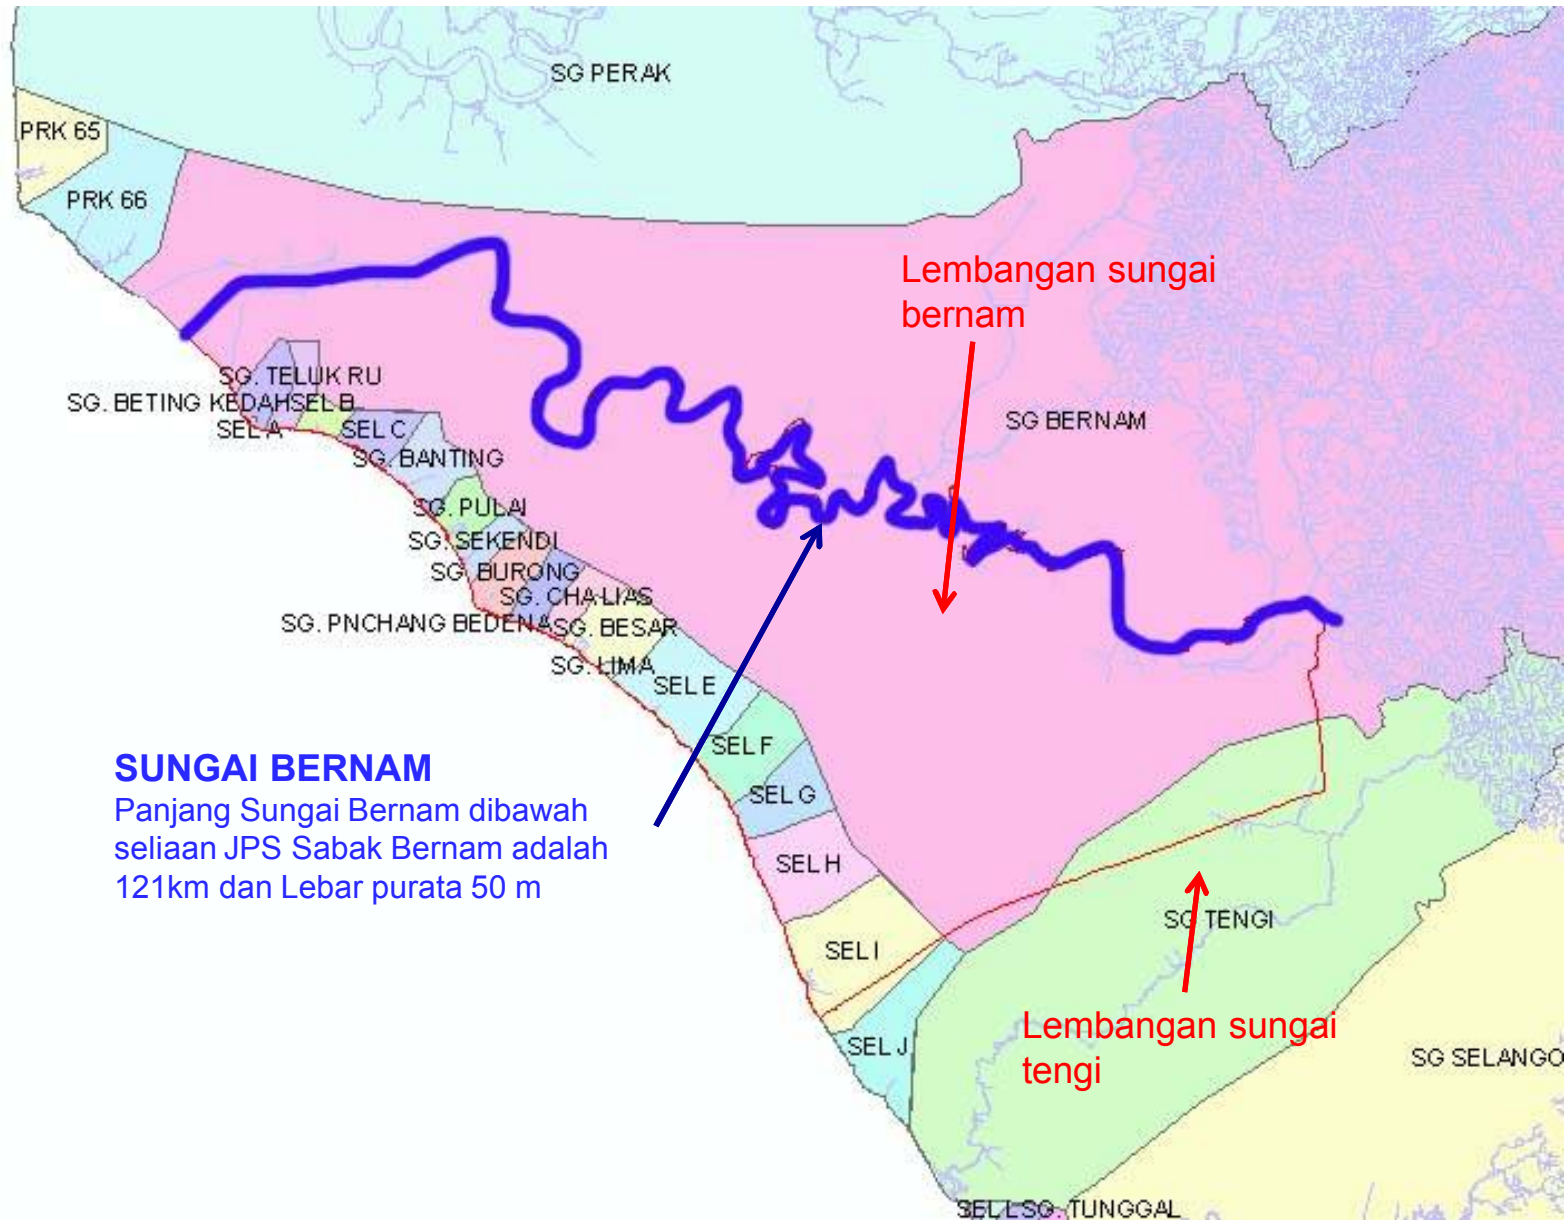 SG PERAK
PRK 65
PRK 66
Lembangan sungai
bernam
SG. TELUK RU
SG. BETING KEDAH
SEL B
SEL A
SEL C
SG BERNAM
SG. BANTING
SG. PULAI
SG. SEKENDI
SG. BURONG
SG. CHALIAS
SG. PNCHANG BEDENA
SG. BESAR
SG. LIMA
SEL E
SEL F
SUNGAI BERNAM
Panjang Sungai Bernam dibawah
seliaan JPS Sabak Bernam adalah
121km dan Lebar purata 50 m
SEL G
SEL H
SG TENGI
SEL I
Lembangan sungai
tengi
SEL J
SG SELANGO
SEL L
SG. TUNGGAL